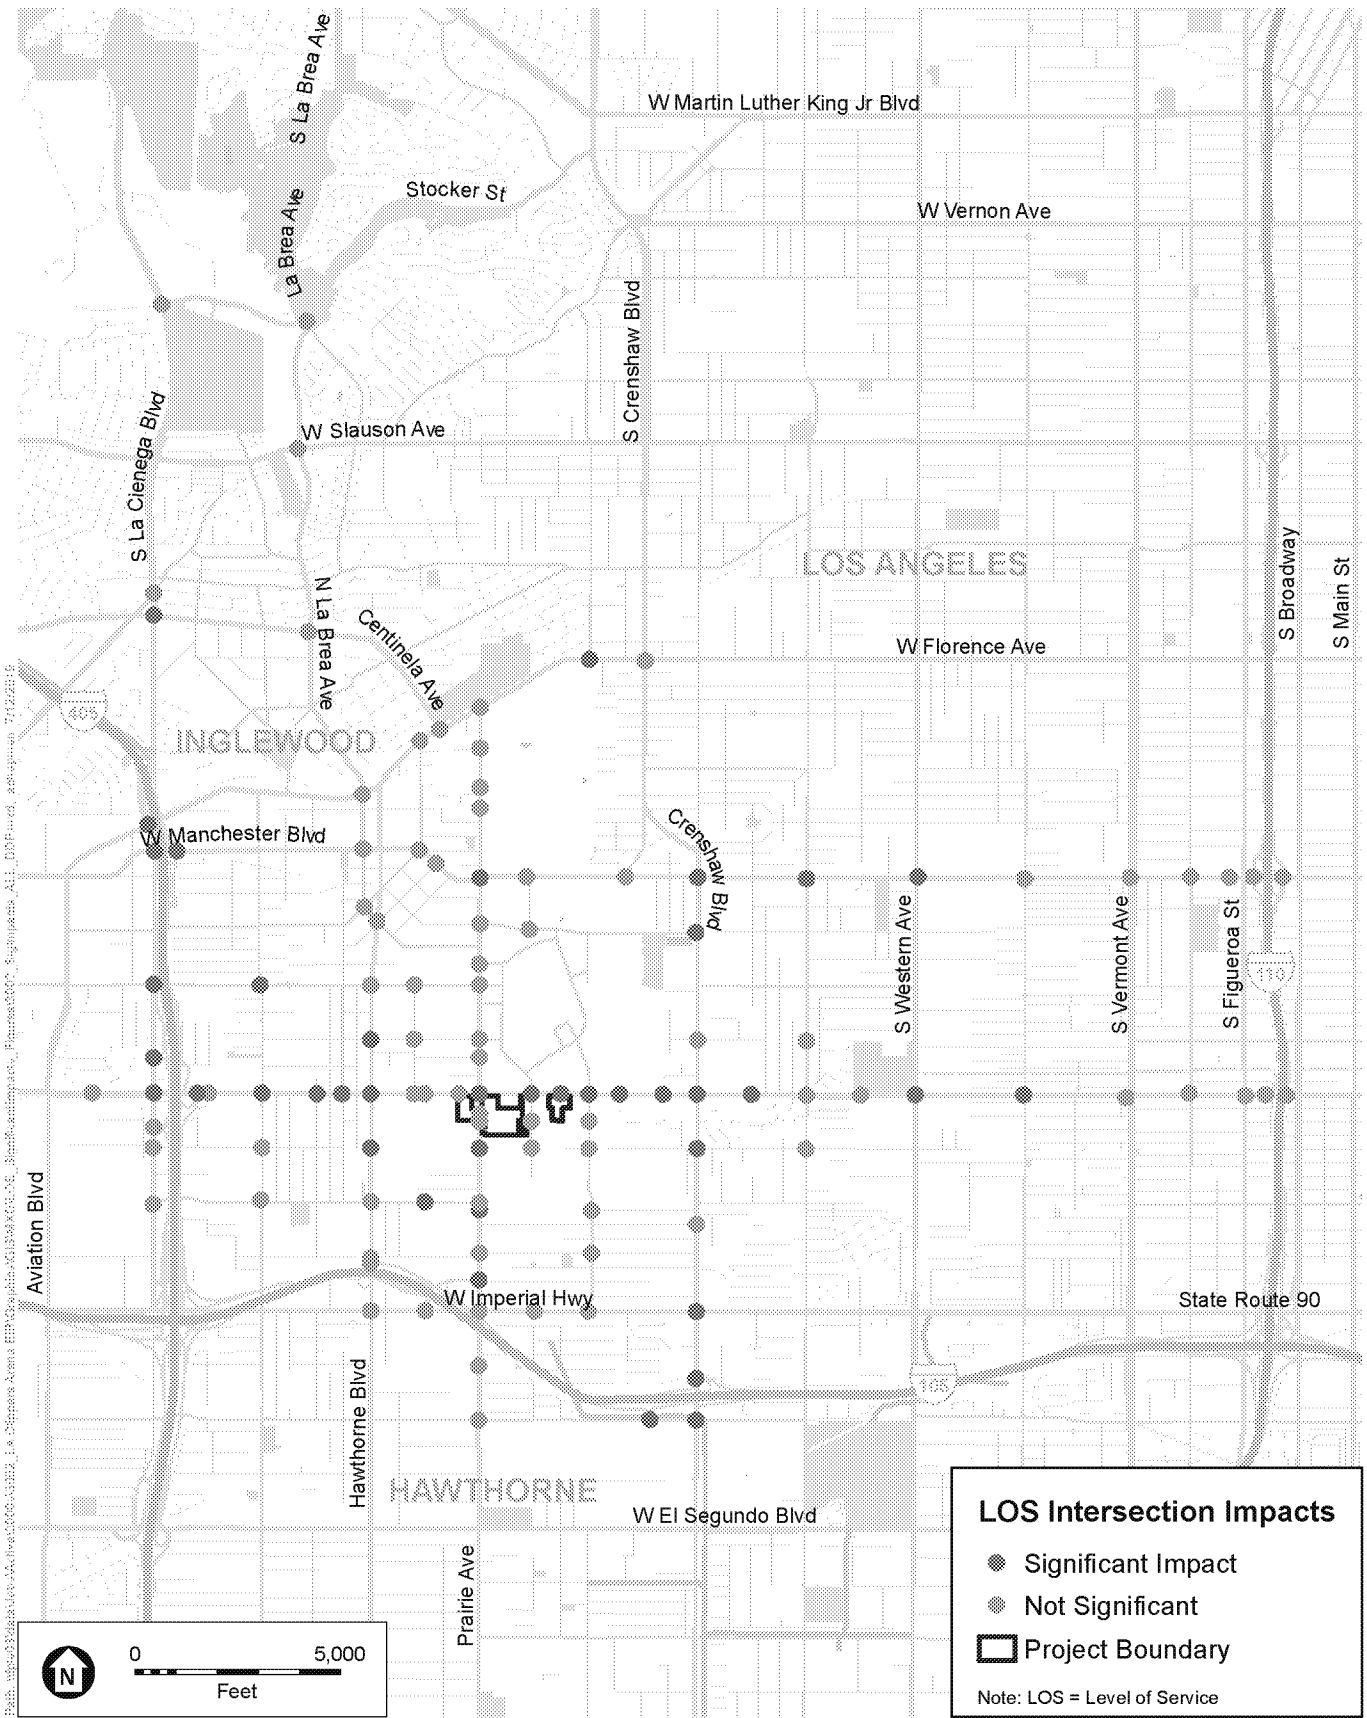 S La Brea Ave
W Martin Luther King Jr Blvd
Stocker St
La Brea Ave
W Vernon Ave
S Crenshaw Blvd
S La Cienega Blvd
W Slauson Ave
LOS ANGELES
S Broadway
S Main St
N La Brea Ave
Centinela Ave
W Florence Ave
405
INGLEWOOD
W Manchester Blvd
Crenshaw Blvd
S Western Ave
S Vermont Ave
S Figueroa St
110
Aviation Blvd
W Imperial Hwy
State Route 90
105
Hawthorne Blvd
HAWTHORNE
W El Segundo Blvd
Prairie Ave
LOS Intersection Impacts
Significant Impact
Not Significant
Project Boundary
Note: LOS = Level of Service
N
0 5,000
Feet